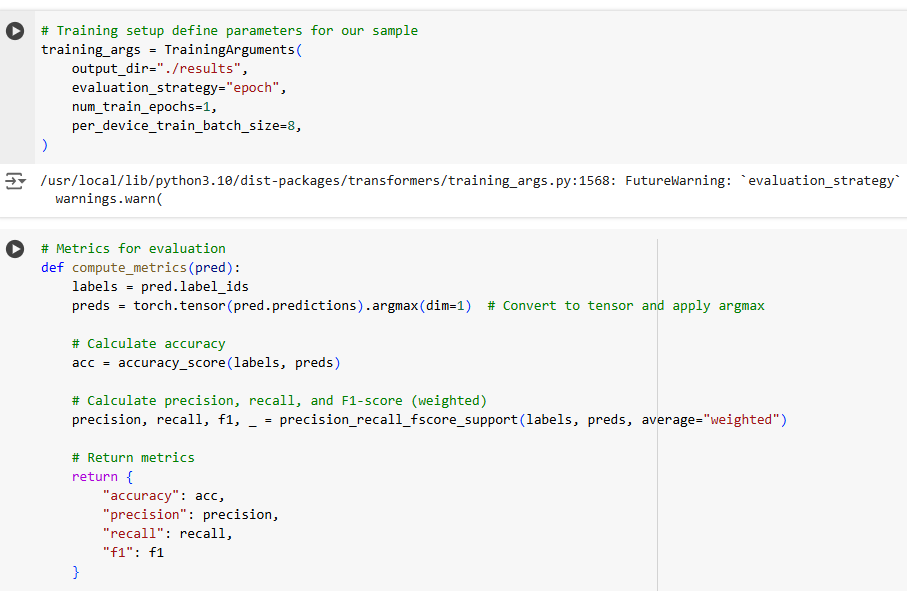 # Training setup define parameters for our sample
training_args = TrainingArguments(
    output_dir="./results",
    evaluation_strategy="epoch",
    num_train_epochs=1,
    per_device_train_batch_size=8,
)
/usr/local/lib/python3.10/dist-packages/transformers/training_args.py:1568: FutureWarning: `evaluation_strategy`
  warnings.warn(
# Metrics for evaluation
def compute_metrics(pred):
    labels = pred.label_ids
    preds = torch.tensor(pred.predictions).argmax(dim=1)  # Convert to tensor and apply argmax

    # Calculate accuracy
    acc = accuracy_score(labels, preds)

    # Calculate precision, recall, and F1-score (weighted)
    precision, recall, f1, _ = precision_recall_fscore_support(labels, preds, average="weighted")

    # Return metrics
    return {
        "accuracy": acc,
        "precision": precision,
        "recall": recall,
        "f1": f1
    }